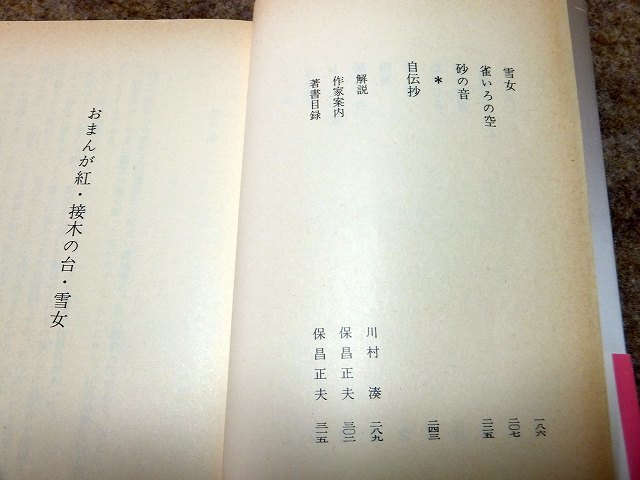 雪女 一八六
雀いろの空 二〇七
砂の音 二二五
*
自伝抄 二四三
解説 川村 湊 二八九
作家案内 保昌正夫 三〇二
著書目録 保昌正夫 三一五
おまんが紅・接木の台・雪女